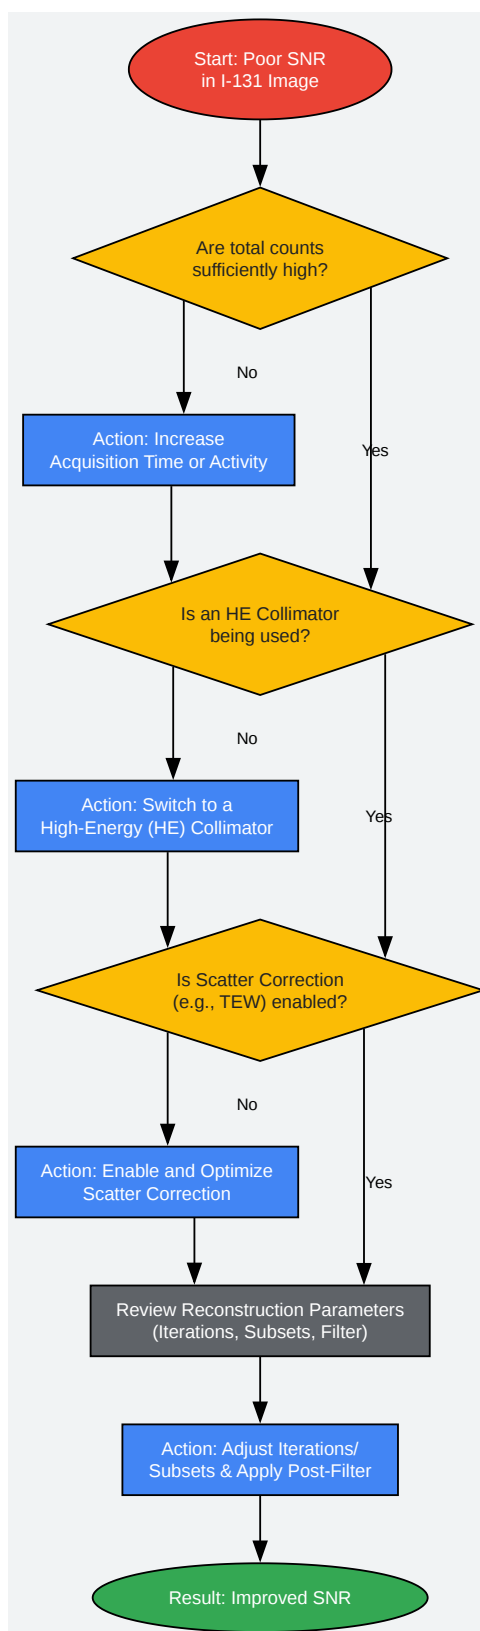 Start: Poor SNR
in I-131 Image
Are total counts
sufficiently high?
No
Action: Increase
Acquisition Time or Activity
Yes
Is an HE Collimator
being used?
No
Action: Switch to a
High-Energy (HE) Collimator
Yes
Is Scatter Correction
(e.g., TEW) enabled?
No
Action: Enable and Optimize
Scatter Correction
Yes
Review Reconstruction Parameters
(Iterations, Subsets, Filter)
Action: Adjust Iterations/
Subsets & Apply Post-Filter
Result: Improved SNR